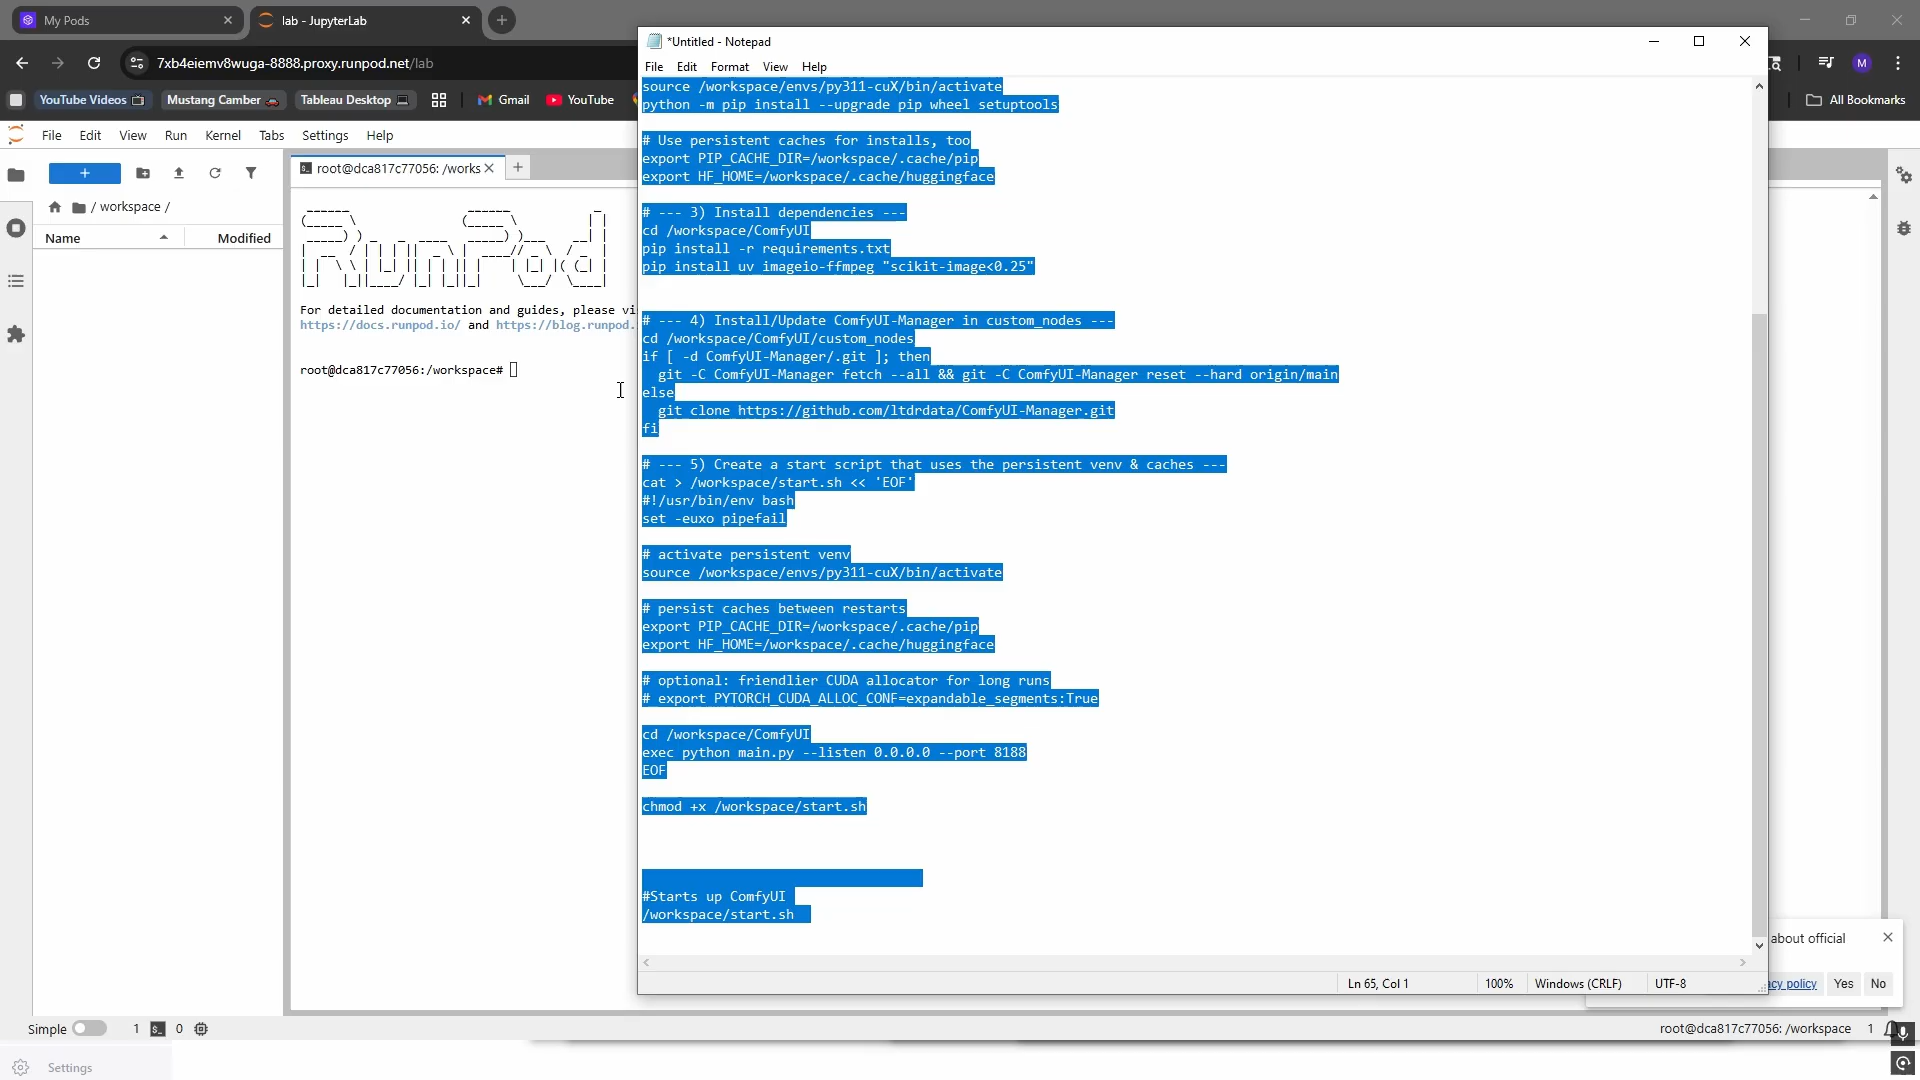 My Pods
lab - JupyterLab
7xb4eiemv8wuga-8888.proxy.runpod.net/lab
YouTube Videos
Mustang Camber
Tableau Desktop
Gmail
YouTube
M
All Bookmarks
File Edit View Run Kernel Tabs Settings Help
/ workspace /
Name
Modified
root@dca817c77056: /works
For detailed documentation and guides, please vi
https://docs.runpod.io/ and https://blog.runpod.
root@dca817c77056:/workspace#
*Untitled - Notepad
File Edit Format View Help
source /workspace/envs/py311-cuX/bin/activate
python -m pip install --upgrade pip wheel setuptools
# Use persistent caches for installs, too
export PIP_CACHE_DIR=/workspace/.cache/pip
export HF_HOME=/workspace/.cache/huggingface
# --- 3) Install dependencies ---
cd /workspace/ComfyUI
pip install -r requirements.txt
pip install uv imageio-ffmpeg "scikit-image<0.25"
# --- 4) Install/Update ComfyUI-Manager in custom_nodes ---
cd /workspace/ComfyUI/custom_nodes
if [ -d ComfyUI-Manager/.git ]; then
git -C ComfyUI-Manager fetch --all && git -C ComfyUI-Manager reset --hard origin/main
else
git clone https://github.com/ltdrdata/ComfyUI-Manager.git
fi
# --- 5) Create a start script that uses the persistent venv & caches ---
cat > /workspace/start.sh << 'EOF'
#!/usr/bin/env bash
set -euxo pipefail
# activate persistent venv
source /workspace/envs/py311-cuX/bin/activate
# persist caches between restarts
export PIP_CACHE_DIR=/workspace/.cache/pip
export HF_HOME=/workspace/.cache/huggingface
# optional: friendlier CUDA allocator for long runs
# export PYTORCH_CUDA_ALLOC_CONF=expandable_segments:True
cd /workspace/ComfyUI
exec python main.py --listen 0.0.0.0 --port 8188
EOF
chmod +x /workspace/start.sh
#Starts up ComfyUI
/workspace/start.sh
Ln 65, Col 1
100%
Windows (CRLF)
UTF-8
about official
acy policy
Yes
No
Simple
1
0
root@dca817c77056: /workspace
1
Settings